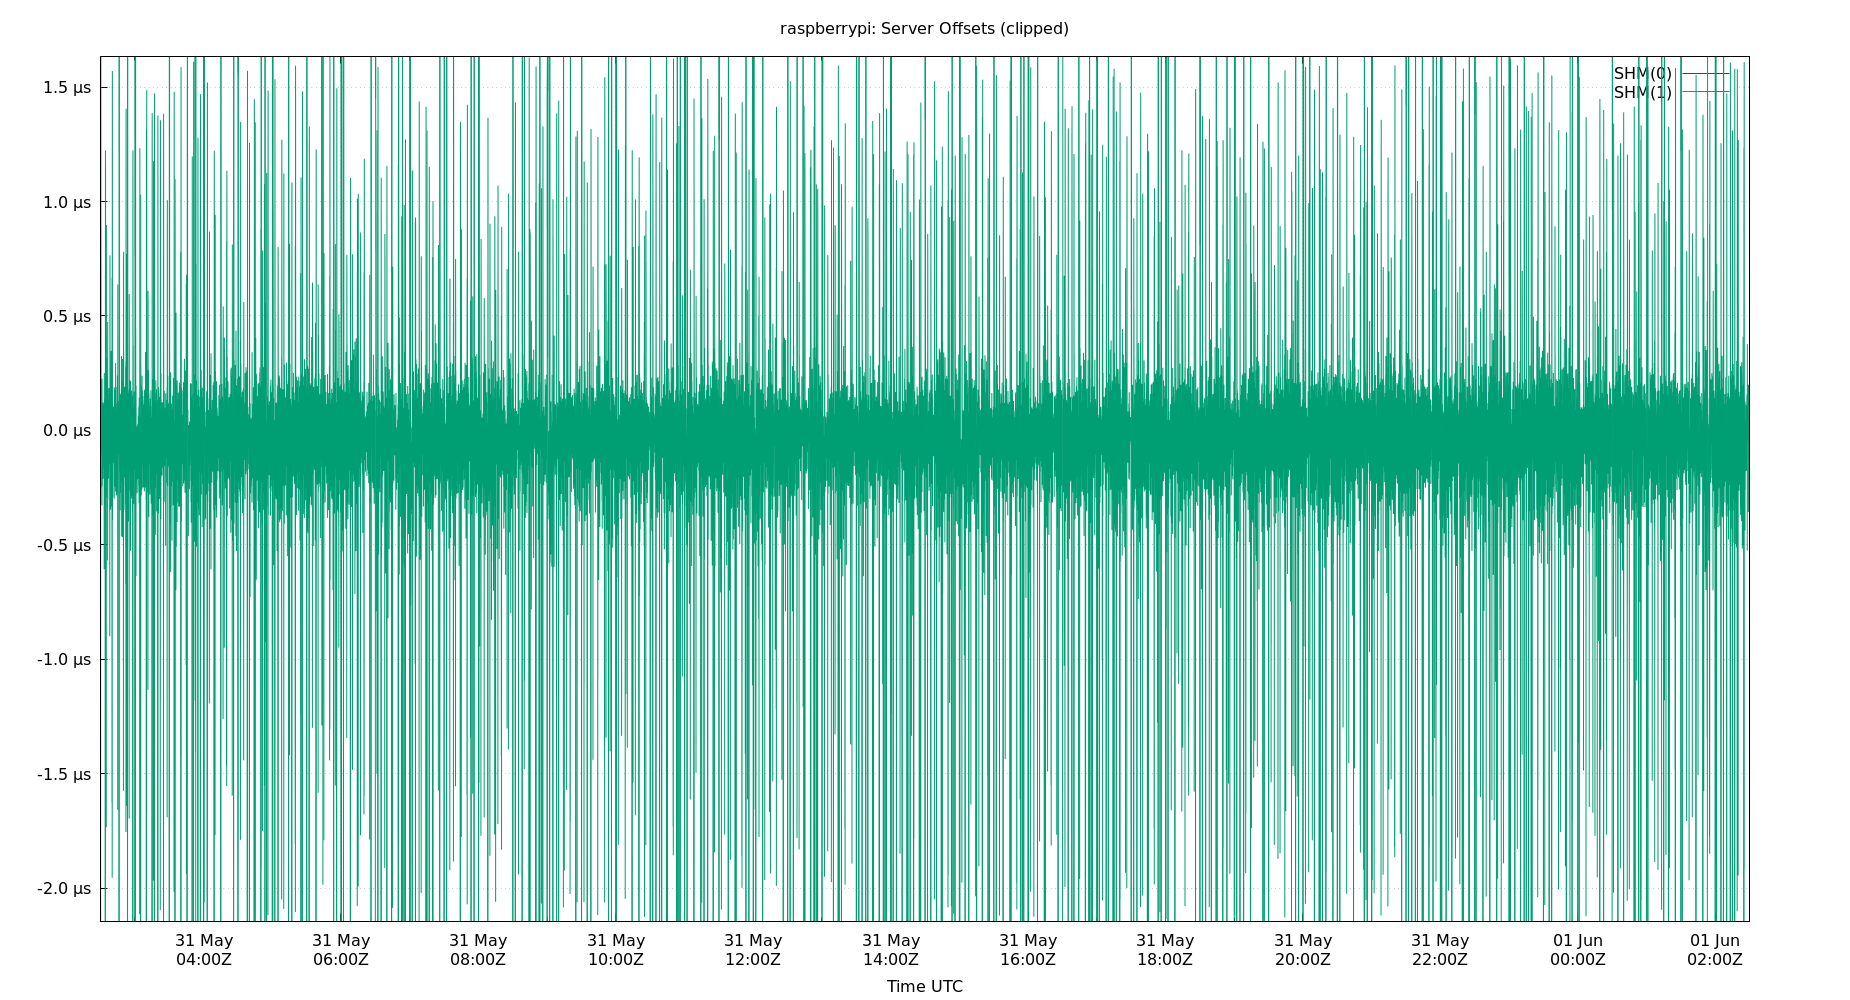 raspberrypi: Server Offsets (clipped)
SHM(0)
SHM(1)
1.5 µs
1.0 µs
0.5 µs
0.0 µs
-0.5 µs
-1.0 µs
-1.5 µs
-2.0 µs
31 May 31 May 31 May 31 May 31 May 31 May 31 May 31 May 31 May 31 May 01 Jun 01 Jun
04:00Z 06:00Z 08:00Z 10:00Z 12:00Z 14:00Z 16:00Z 18:00Z 20:00Z 22:00Z 00:00Z 02:00Z
Time UTC